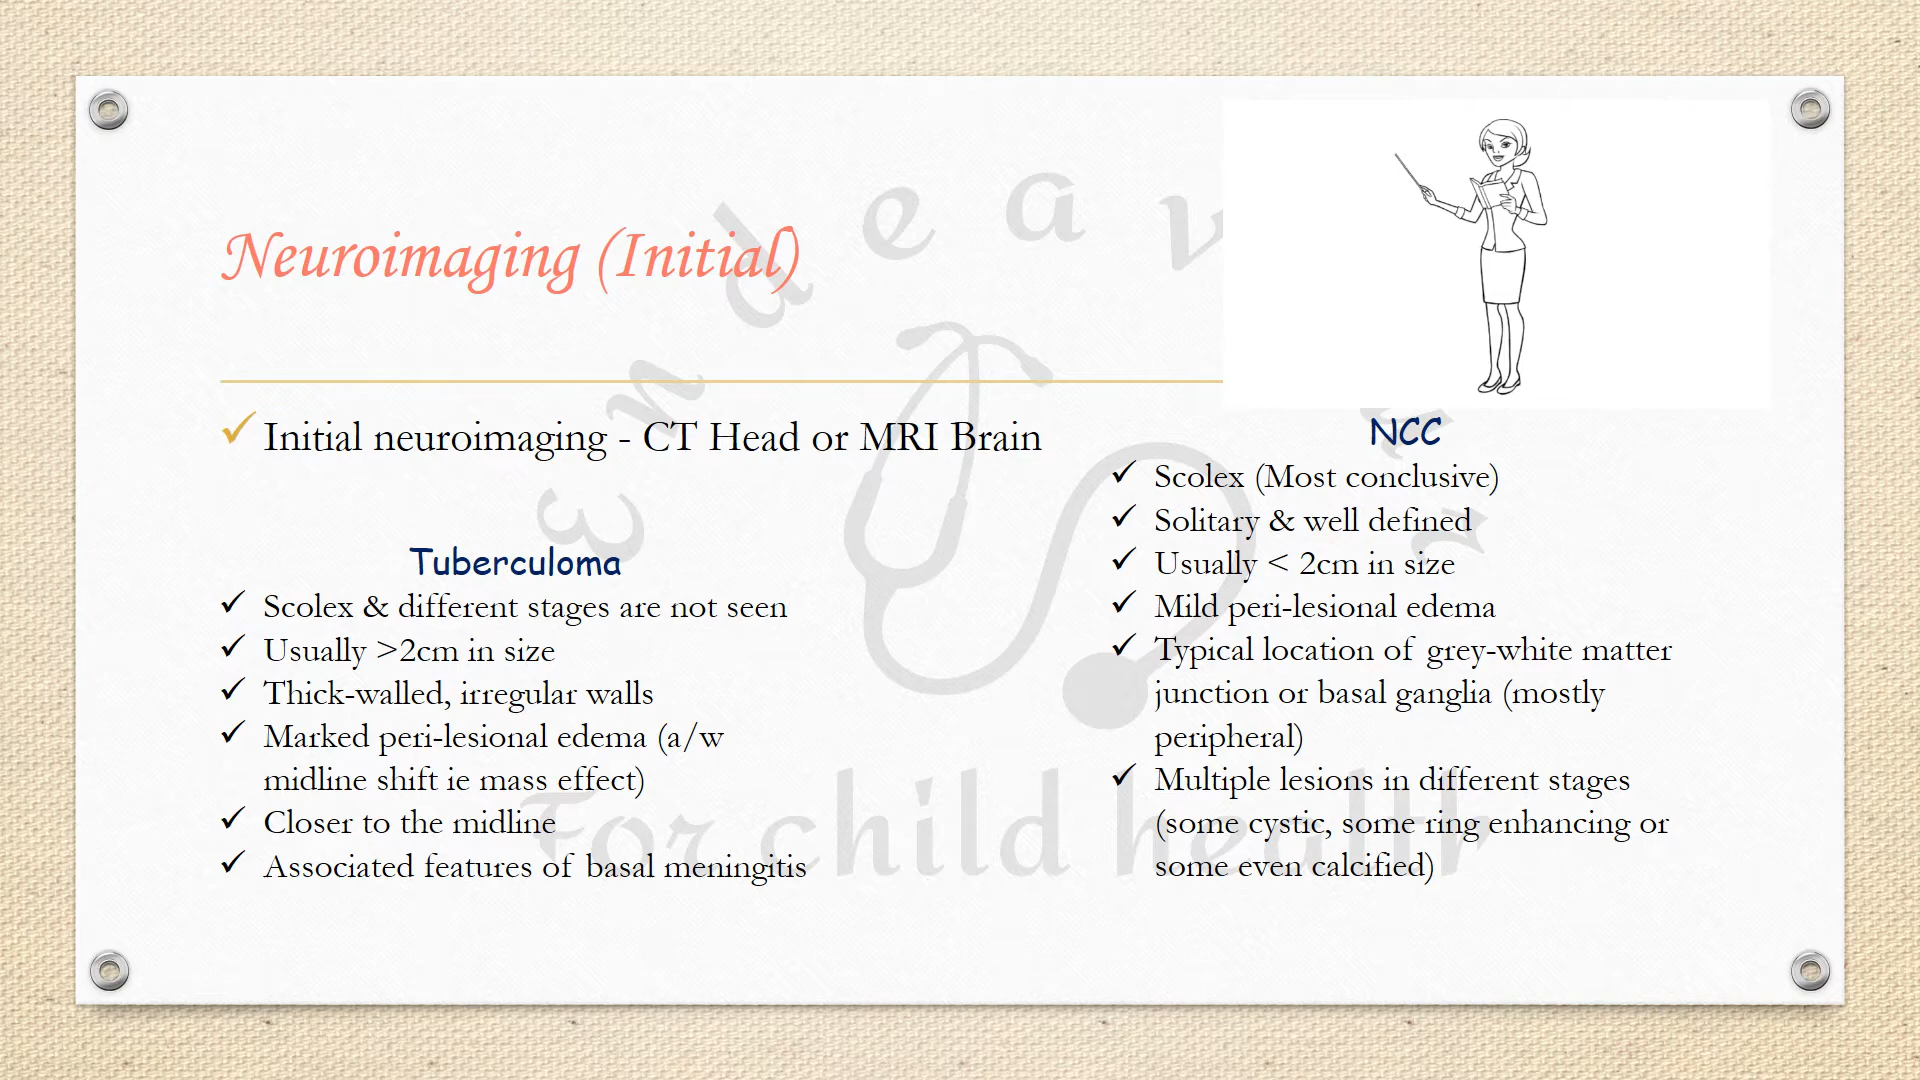 Neuroimaging (Initial)
Initial neuroimaging - CT Head or MRI Brain
Tuberculoma
Scolex & different stages are not seen
Usually >2cm in size
Thick-walled, irregular walls
Marked peri-lesional edema (a/w
midline shift ie mass effect)
Closer to the midline
Associated features of basal meningitis
NCC
Scolex (Most conclusive)
Solitary & well defined
Usually < 2cm in size
Mild peri-lesional edema
Typical location of grey-white matter
junction or basal ganglia (mostly
peripheral)
Multiple lesions in different stages
(some cystic, some ring enhancing or
some even calcified)
For child health